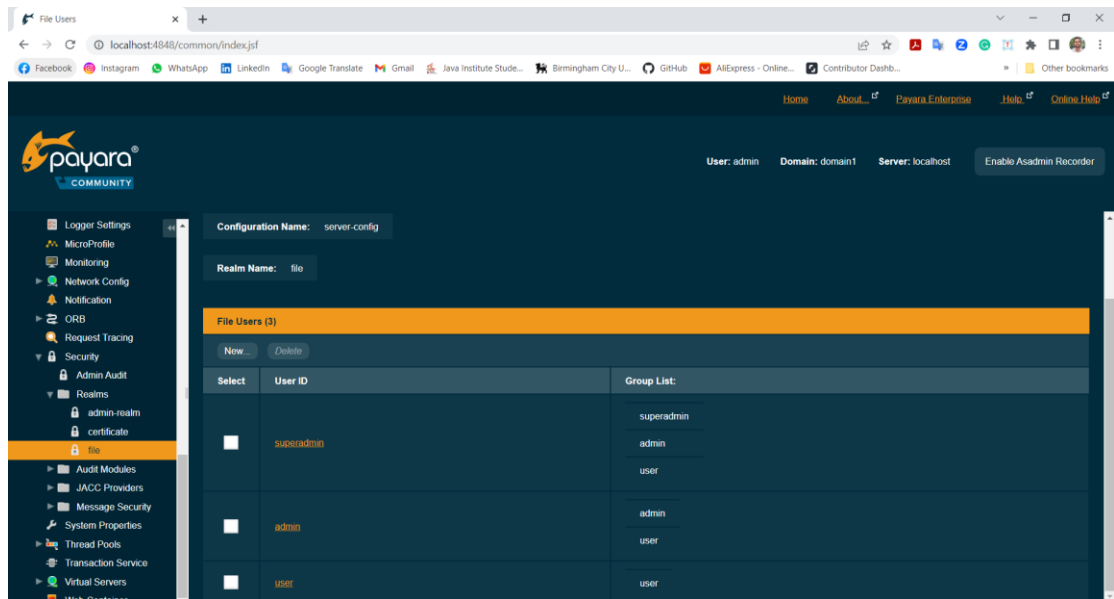 File Users
localhost:4848/common/index.jsf
Facebook Instagram WhatsApp LinkedIn Google Translate Gmail Java Institute Stude... Birmingham City U... GitHub AliExpress - Online... Contributor Dashb... » Other bookmarks
Home About... Payara Enterprise Help Online Help
payara®
COMMUNITY
User: admin Domain: domain1 Server: localhost Enable Asadmin Recorder
Logger Settings
MicroProfile
Monitoring
Network Config
Notification
ORB
Request Tracing
Security
Admin Audit
Realms
admin-realm
certificate
file
Audit Modules
JACC Providers
Message Security
System Properties
Thread Pools
Transaction Service
Virtual Servers
Web Container
Configuration Name: server-config
Realm Name: file
File Users (3)
New... Delete
Select User ID Group List:
superadmin
superadmin
admin
user
admin
admin
user
user user